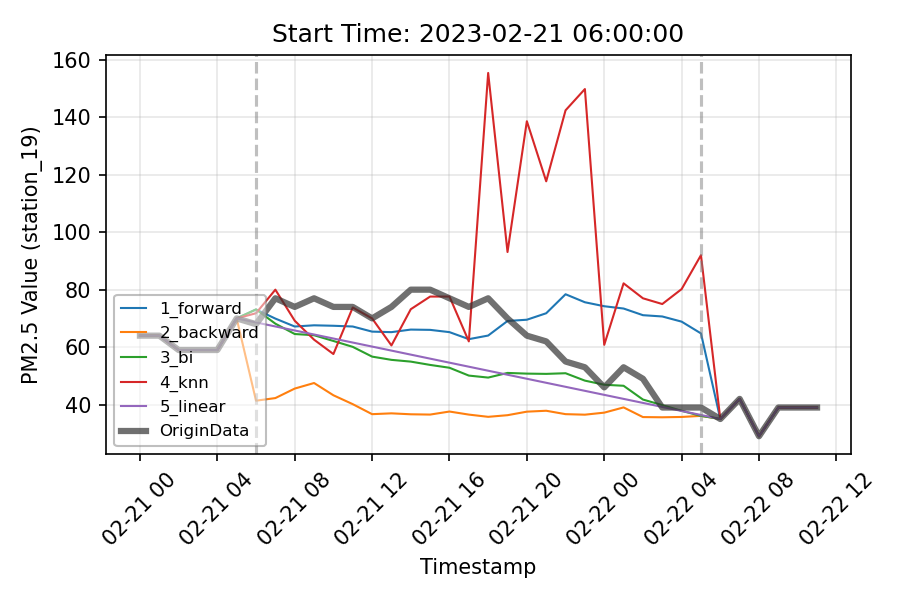 Start Time: 2023-02-21 06:00:00
PM2.5 Value (station_19)
160
140
120
100
80
60
40
1_forward
2_backward
3_bi
4_knn
5_linear
OriginData
02-21 00
02-21 04
02-21 08
02-21 12
02-21 16
02-21 20
02-22 00
02-22 04
02-22 08
02-22 12
Timestamp